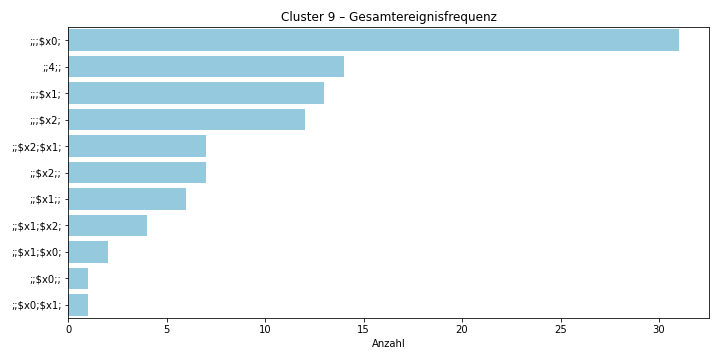 Cluster 9 – Gesamtereignisfrequenz
;;;$x0;
;;4;;
;;;$x1;
;;;$x2;
;;$x2;$x1;
;;$x2;;
;;$x1;;
;;$x1;$x2;
;;$x1;$x0;
;;$x0;;
;;$x0;$x1;
0 5 10 15 20 25 30
Anzahl